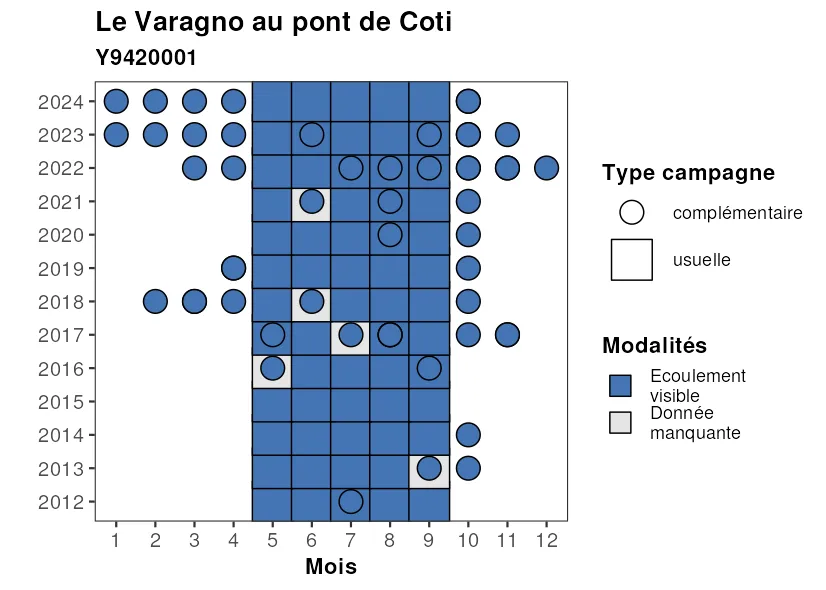 Le Varagno au pont de Coti
Y9420001
2024
2023
2022
2021
2020
2019
2018
2017
2016
2015
2014
2013
2012
1 2 3 4 5 6 7 8 9 10 11 12
Mois
Type campagne
complémentaire
usuelle
Modalités
Ecoulement
visible
Donnée
manquante